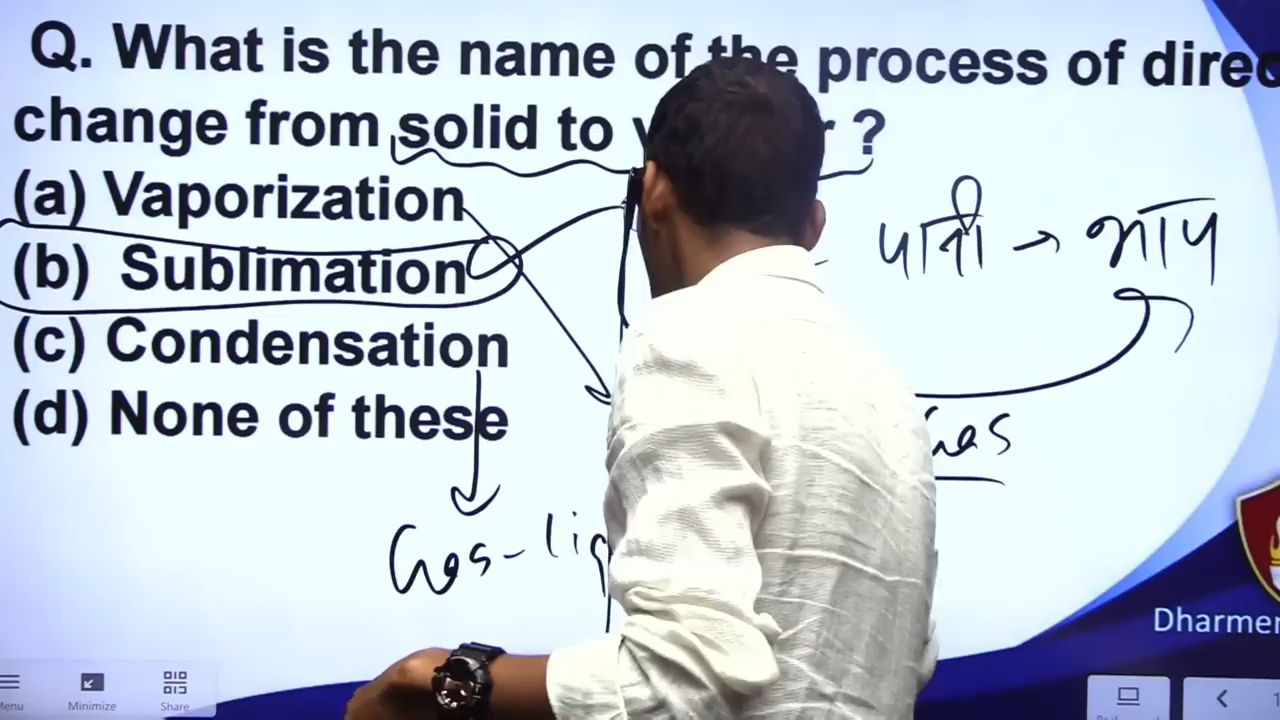 Q. What is the name of the process of direc
change from solid to r ?
(a) Vaporization
(b) Sublimation
(c) Condensation
(d) None of these
पानी → भाप
Gas
Gas - liq
Dharmen
Menu
Minimize
Share